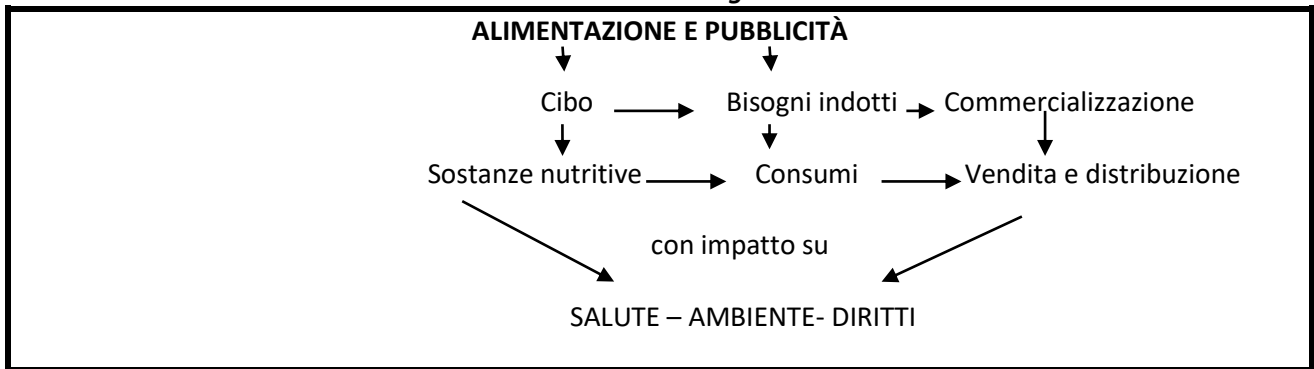 ALIMENTAZIONE E PUBBLICITÀ
Cibo Bisogni indotti Commercializzazione
Sostanze nutritive Consumi Vendita e distribuzione
con impatto su
SALUTE – AMBIENTE- DIRITTI